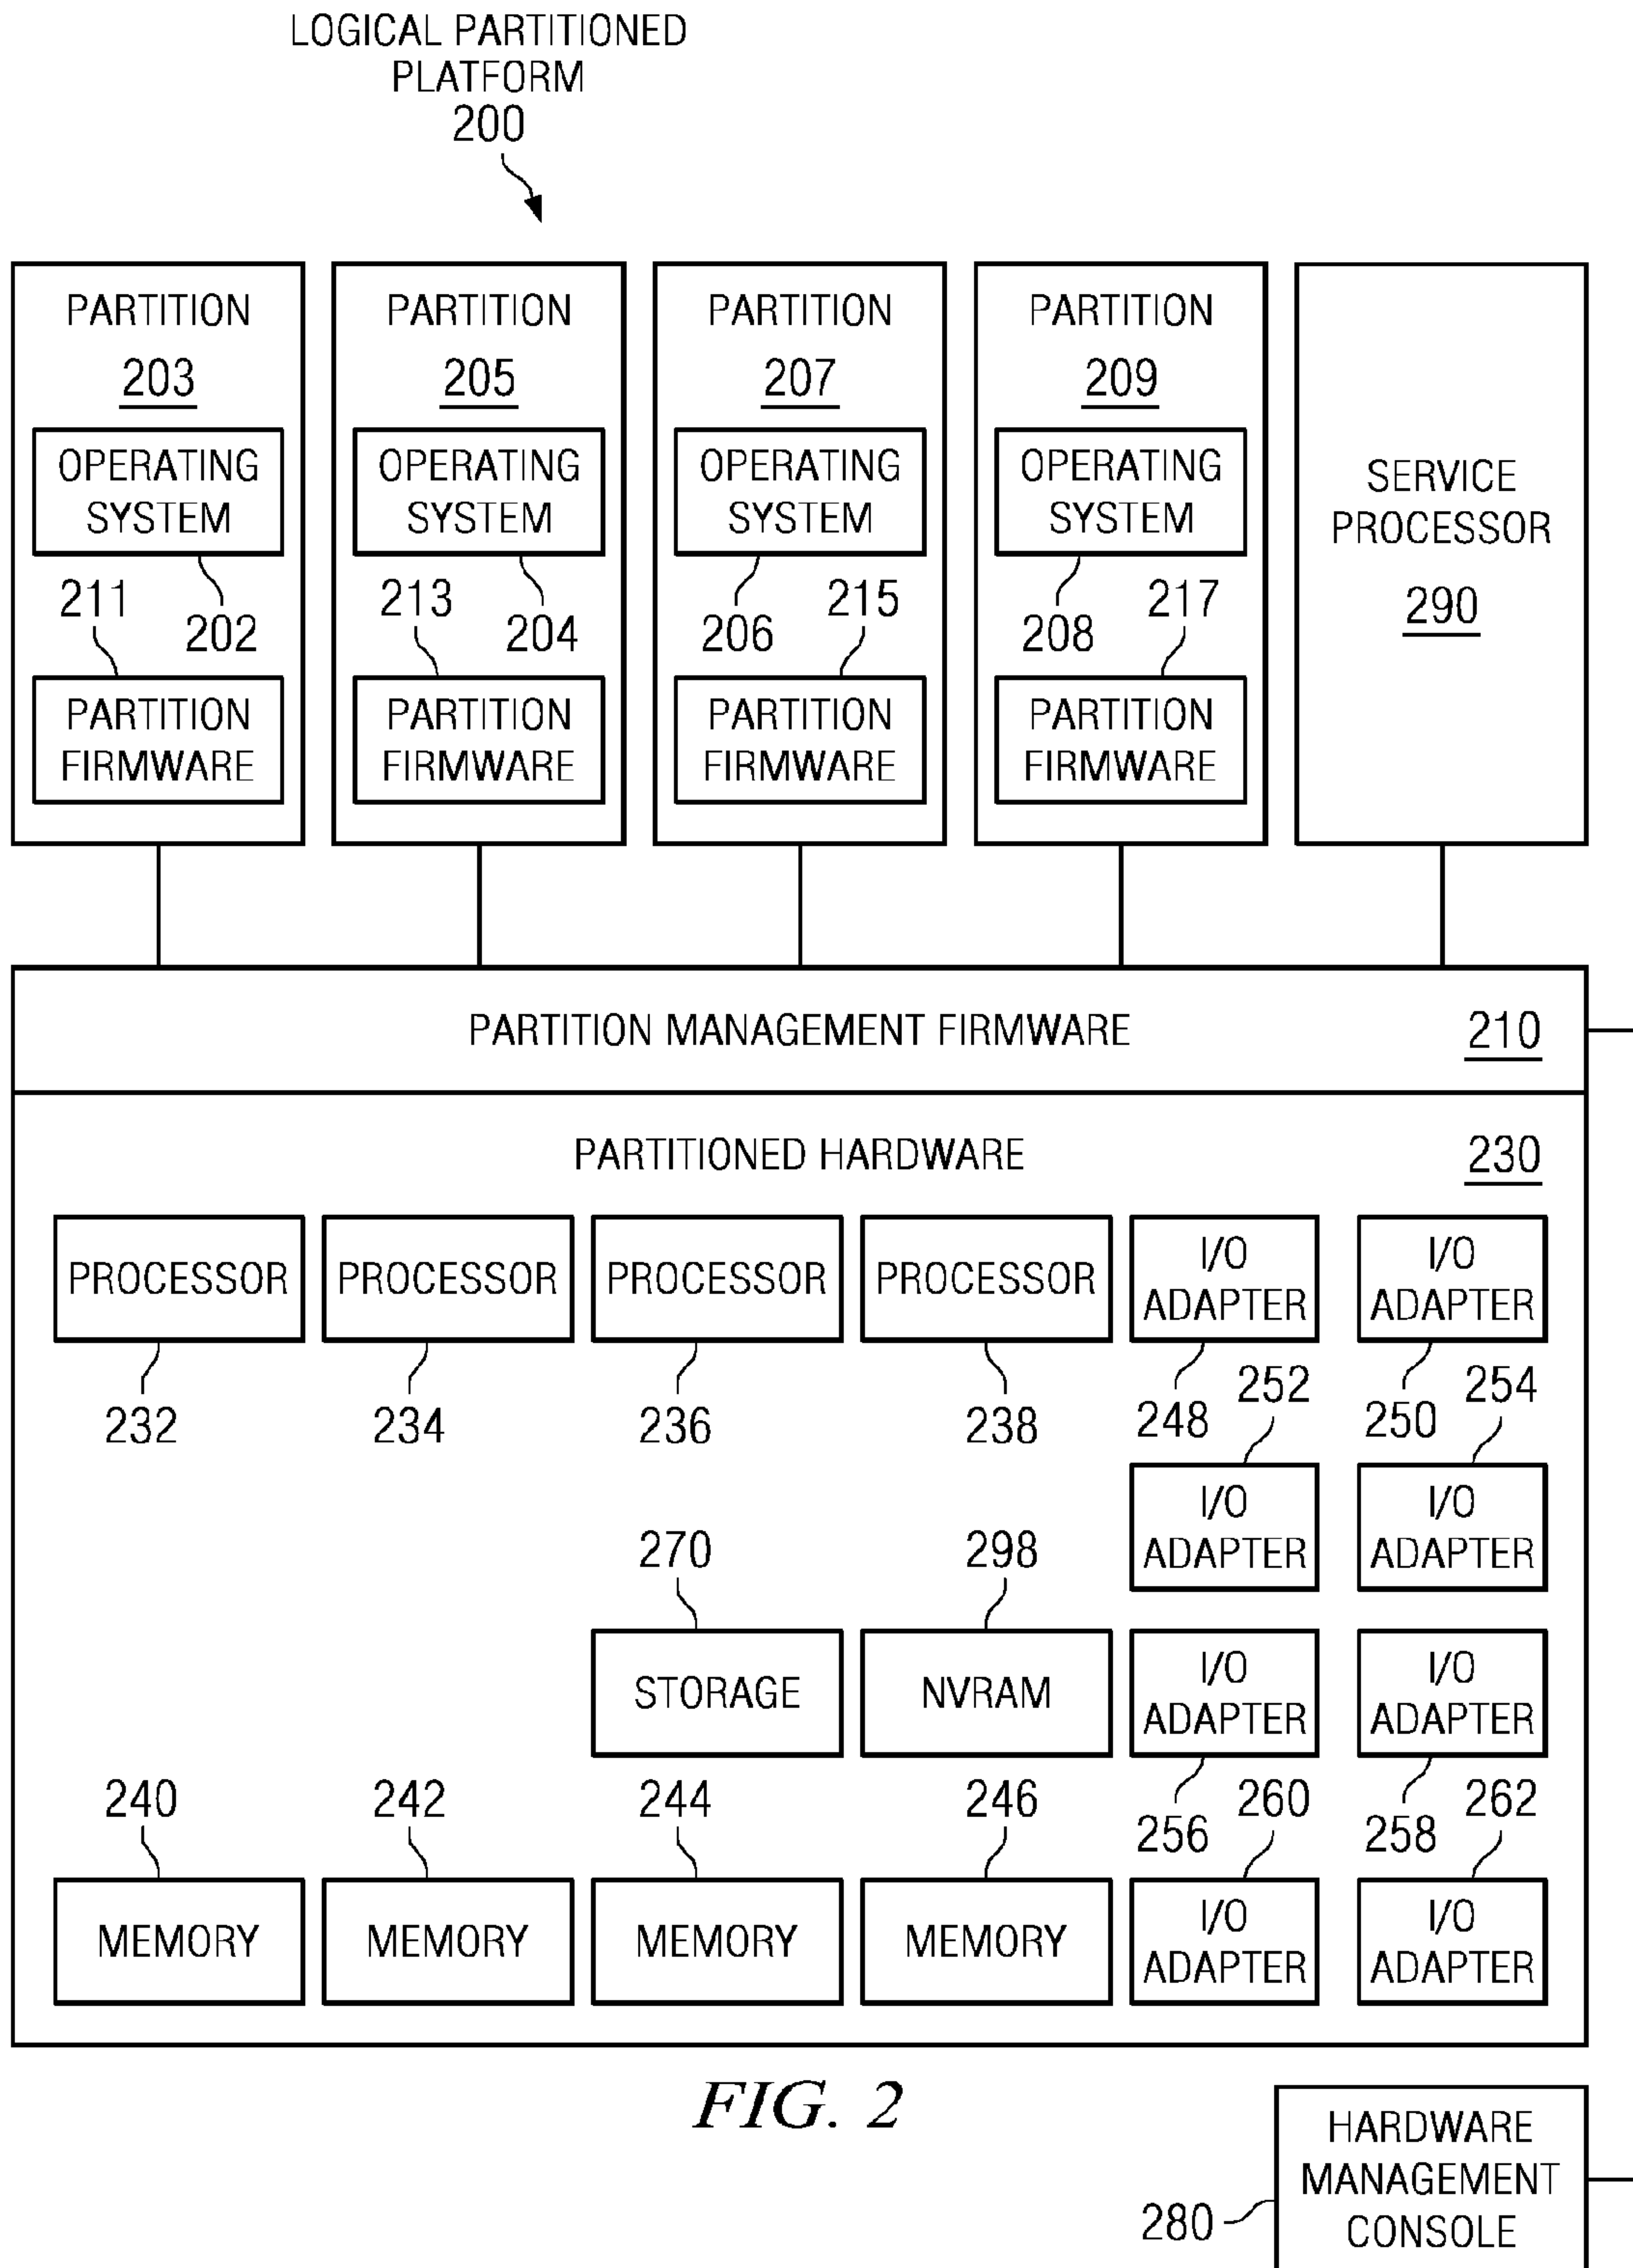 LOGICAL PARTITIONED
PLATFORM
200
PARTITION
203
OPERATING
SYSTEM
211
202
PARTITION
FIRMWARE
PARTITION
205
OPERATING
SYSTEM
213
204
PARTITION
FIRMWARE
PARTITION
207
OPERATING
SYSTEM
206
215
PARTITION
FIRMWARE
PARTITION
209
OPERATING
SYSTEM
208
217
PARTITION
FIRMWARE
SERVICE
PROCESSOR
290
PARTITION MANAGEMENT FIRMWARE
210
PARTITIONED HARDWARE
230
PROCESSOR
232
PROCESSOR
234
PROCESSOR
236
PROCESSOR
238
I/O
ADAPTER
248
I/O
ADAPTER
250
252
I/O
ADAPTER
254
I/O
ADAPTER
270
STORAGE
298
NVRAM
I/O
ADAPTER
256
I/O
ADAPTER
258
240
MEMORY
242
MEMORY
244
MEMORY
246
MEMORY
260
I/O
ADAPTER
262
I/O
ADAPTER
FIG. 2
280
HARDWARE
MANAGEMENT
CONSOLE